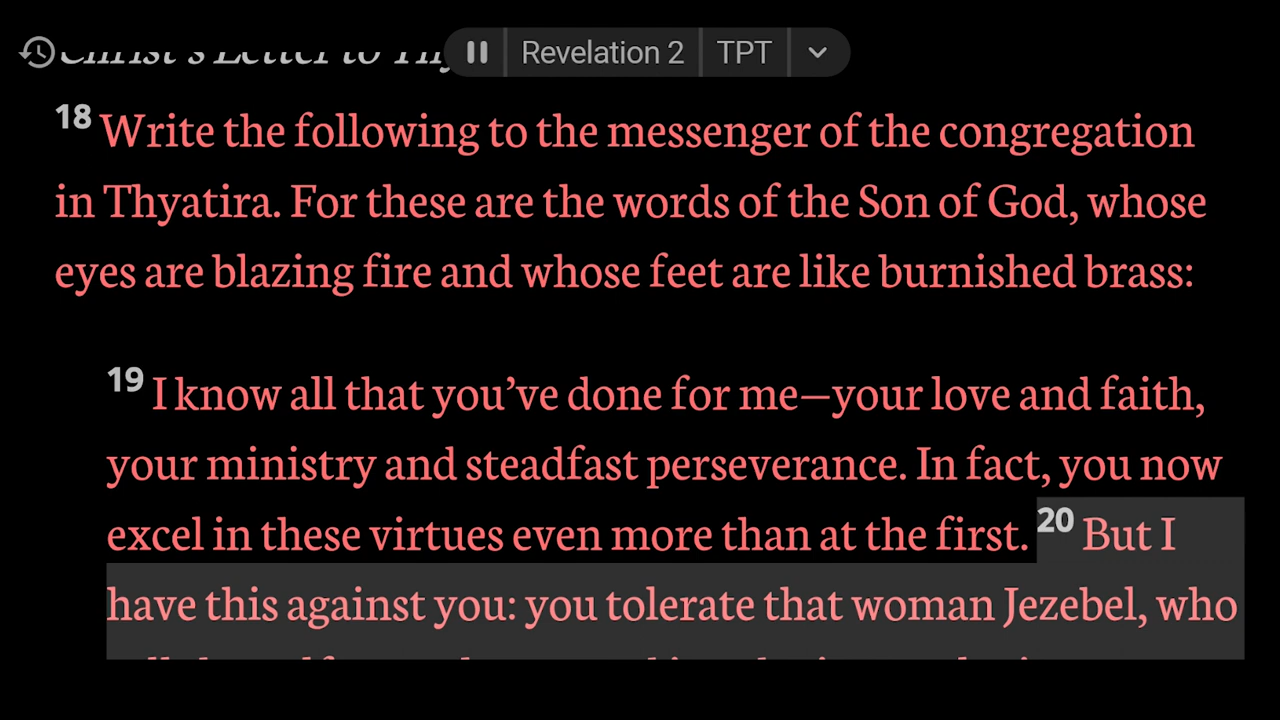 Revelation 2 TPT
18 Write the following to the messenger of the congregation
in Thyatira. For these are the words of the Son of God, whose
eyes are blazing fire and whose feet are like burnished brass:
19 I know all that you’ve done for me—your love and faith,
your ministry and steadfast perseverance. In fact, you now
excel in these virtues even more than at the first. 20 But I
have this against you: you tolerate that woman Jezebel, who